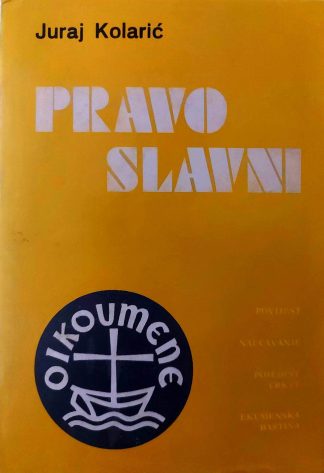 Juraj Kolarić
PRAVO
SLAVNI
OIKOUMENE
POVIJEST
NAUČAVANJE
EKUMENSKA
BAŠTINA